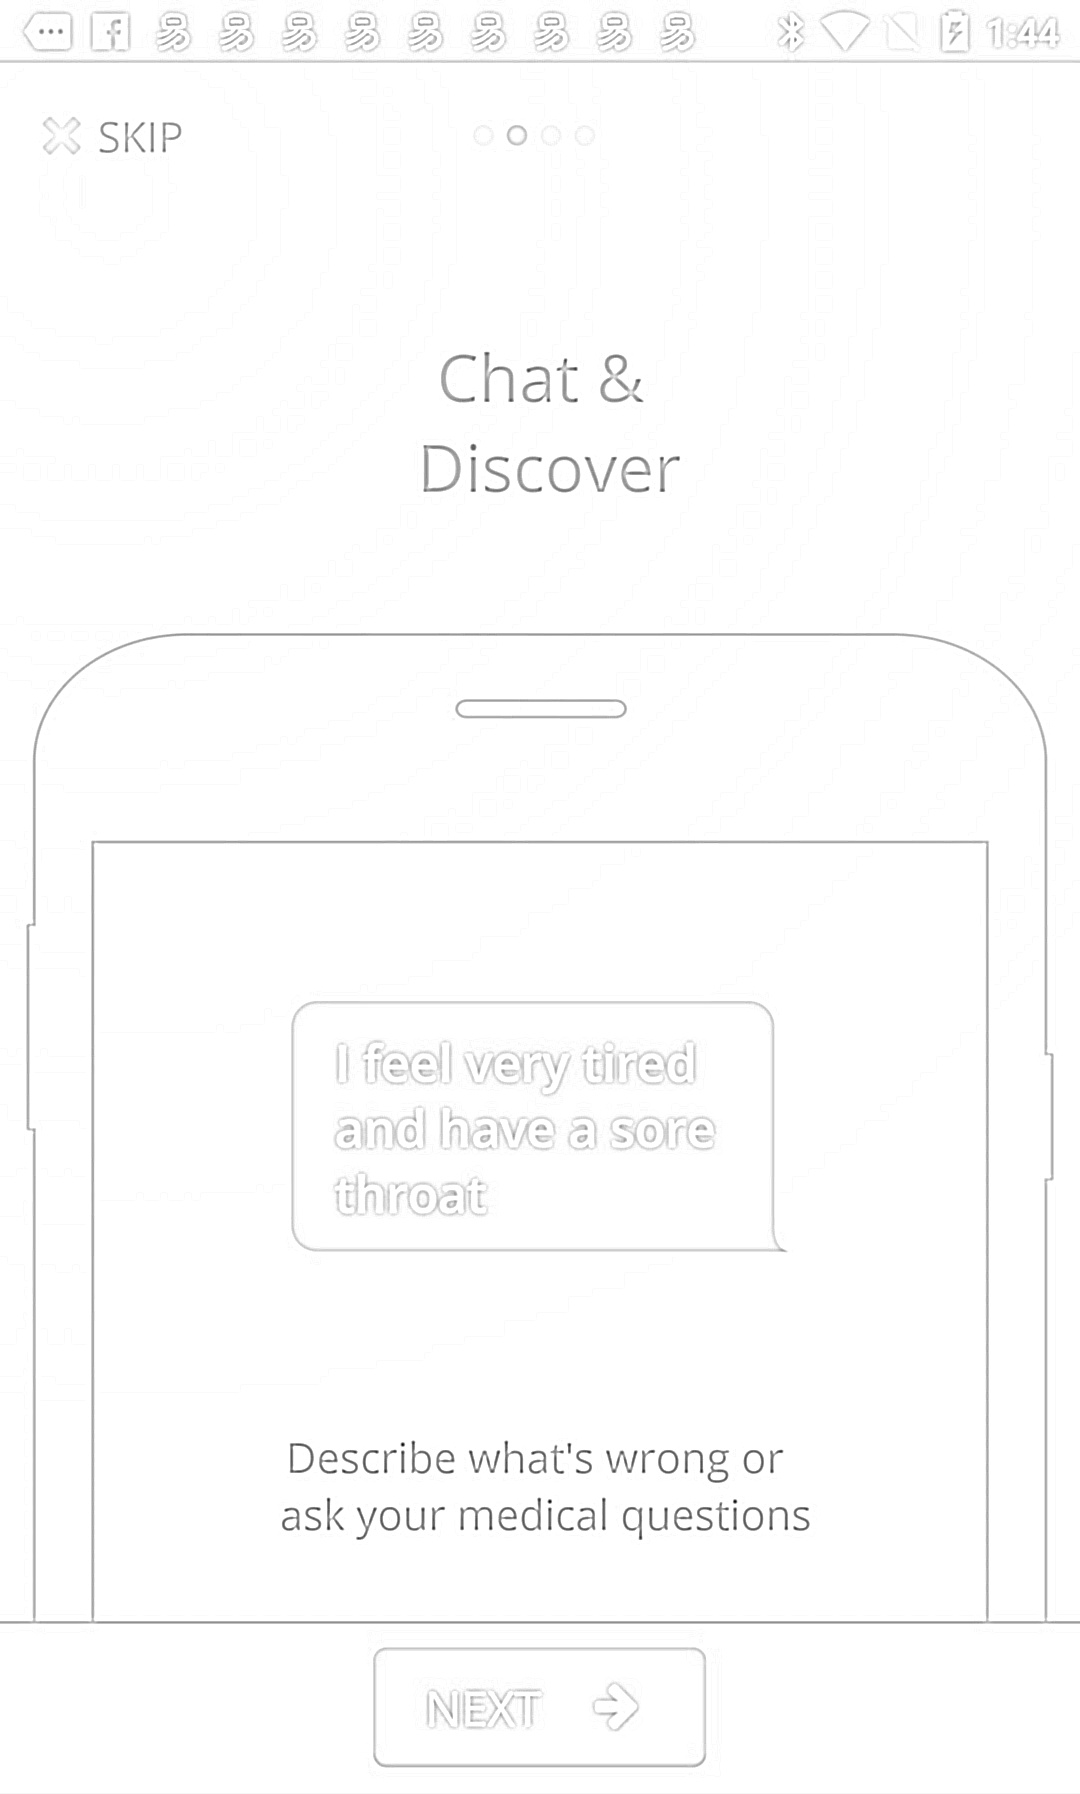 1:44
SKIP
Chat &
Discover
I feel very tired
and have a sore
throat
Describe what's wrong or
ask your medical questions
NEXT